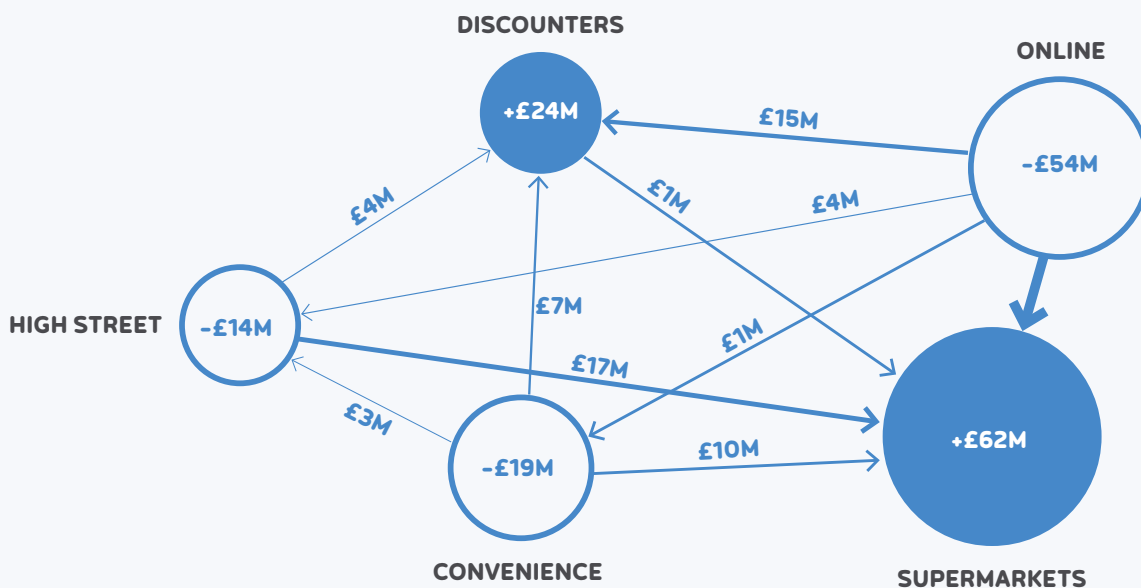 DISCOUNTERS
ONLINE
+£24M
£15M
-£54M
£4M
£1M
£4M
£7M
HIGH STREET
-£14M
£1M
£17M
£3M
+£62M
£10M
-£19M
CONVENIENCE
SUPERMARKETS